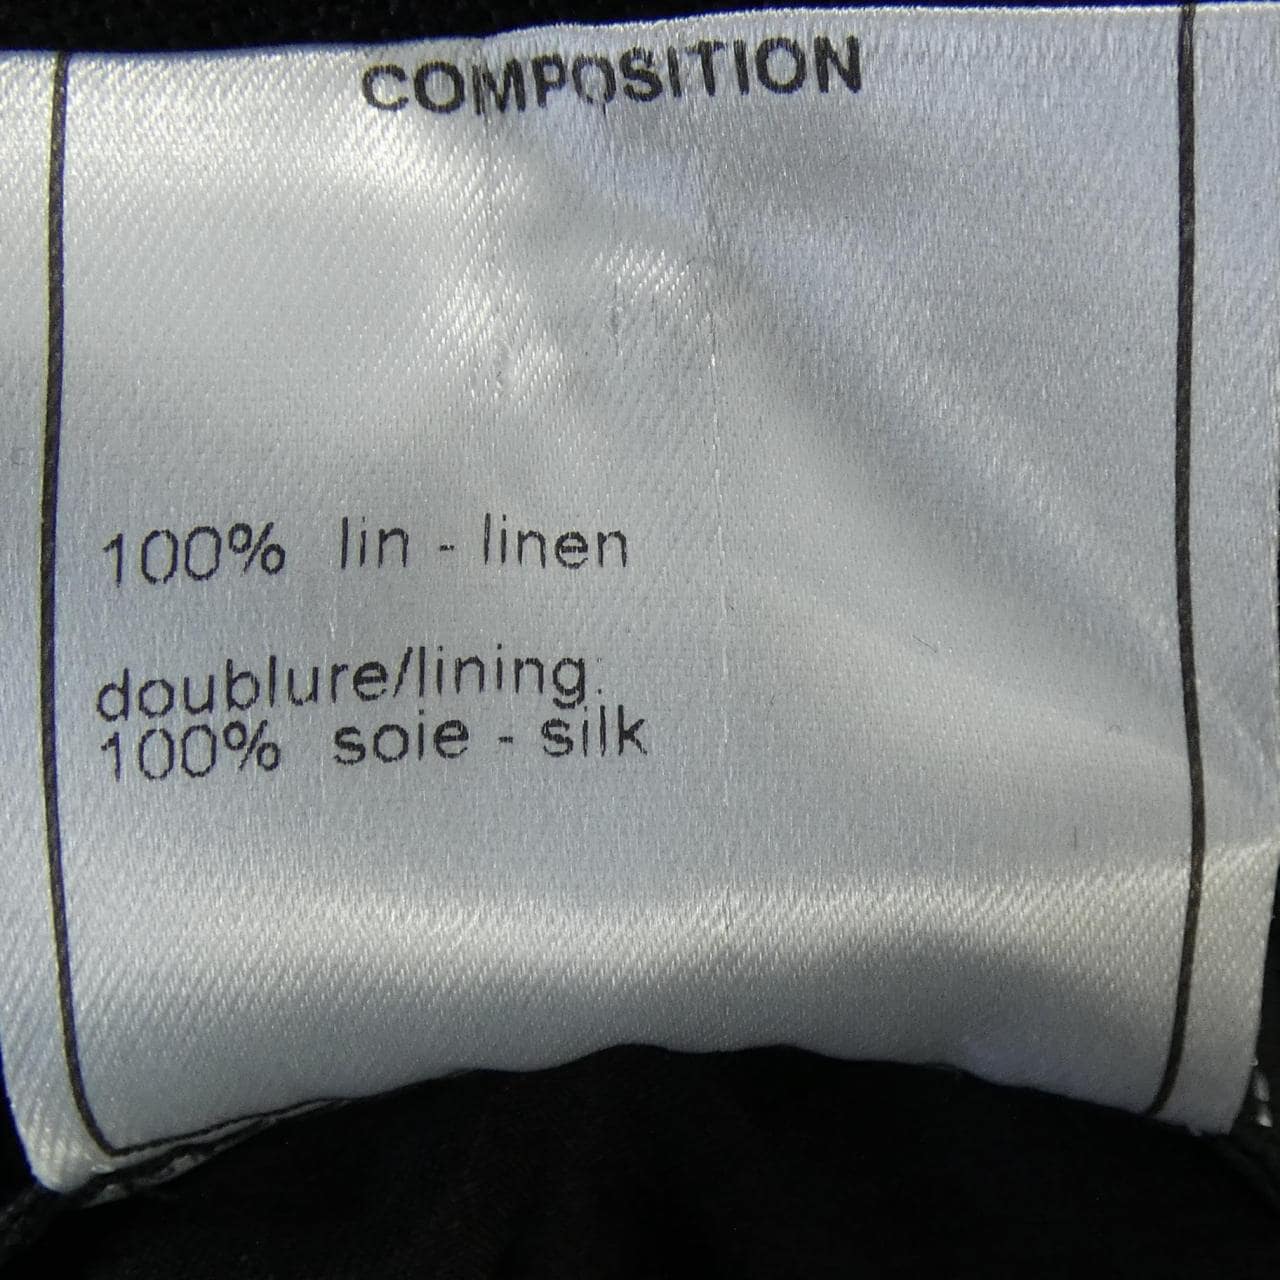 COMPOSITION
100% lin - linen
doublure/lining:
100% soie - silk